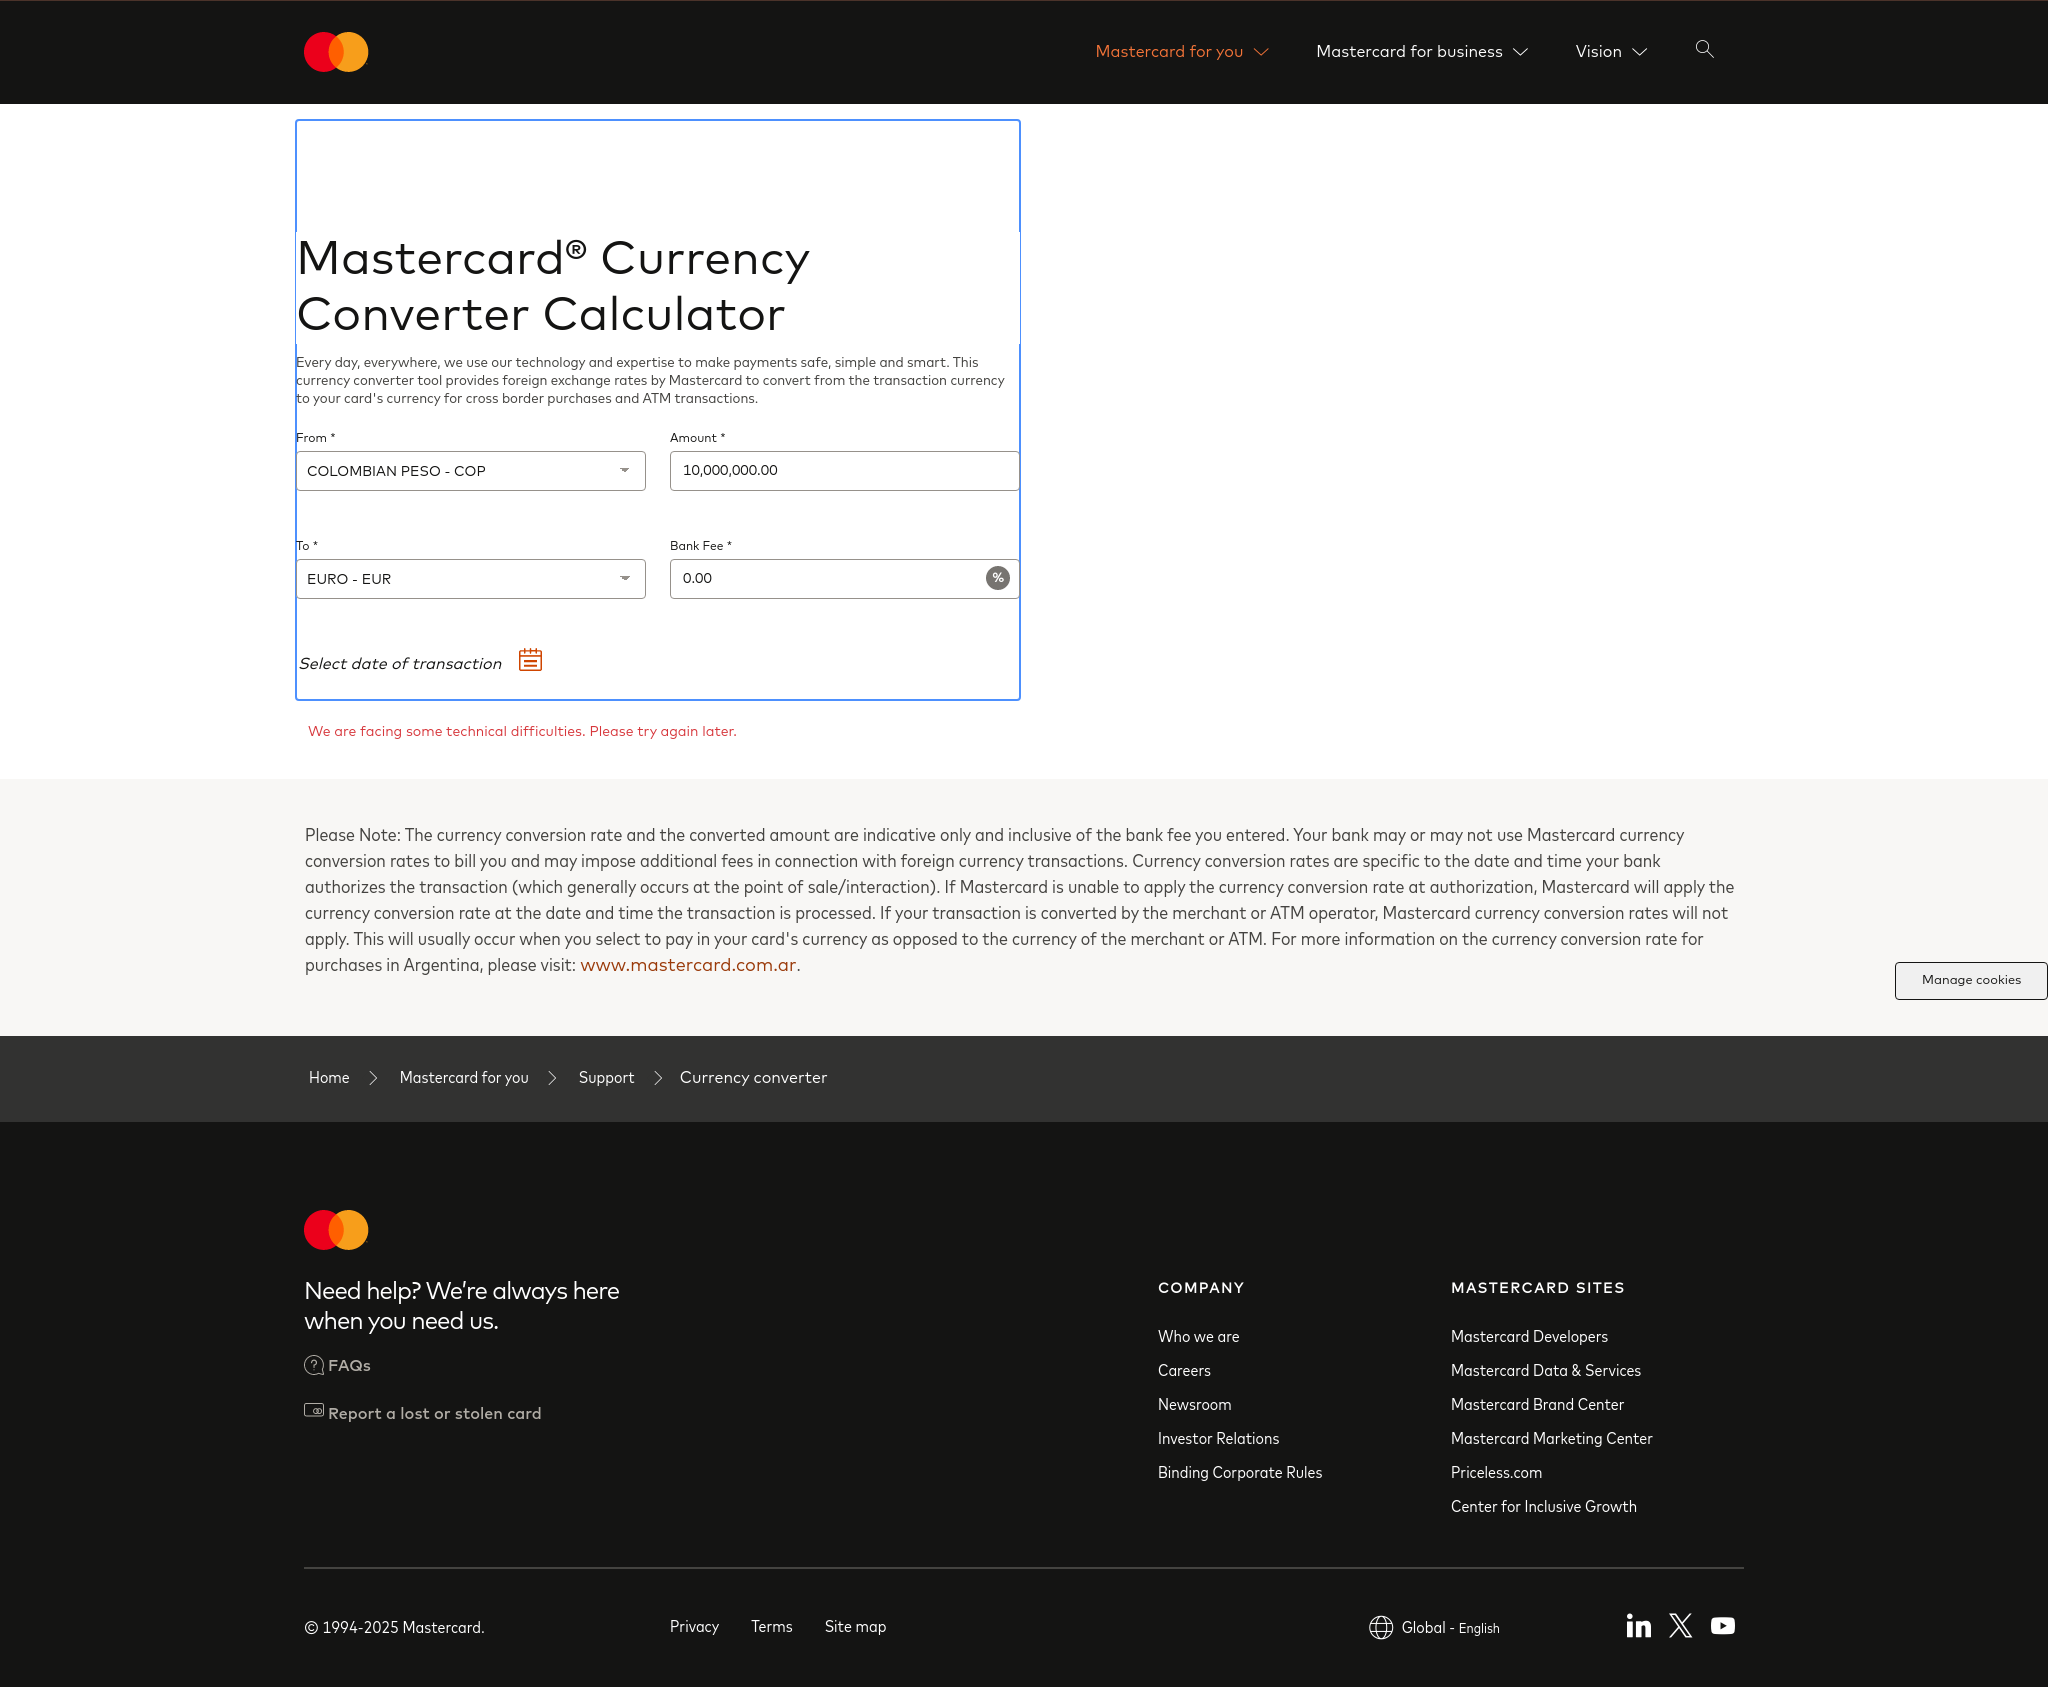 Mastercard for you
Mastercard for business
Vision
Mastercard® Currency
Converter Calculator
Every day, everywhere, we use our technology and expertise to make payments safe, simple and smart. This
currency converter tool provides foreign exchange rates by Mastercard to convert from the transaction currency
to your card's currency for cross border purchases and ATM transactions.
From *
Amount *
COLOMBIAN PESO - COP
10,000,000.00
To *
Bank Fee *
EURO - EUR
0.00
%
Select date of transaction
We are facing some technical difficulties. Please try again later.
Please Note: The currency conversion rate and the converted amount are indicative only and inclusive of the bank fee you entered. Your bank may or may not use Mastercard currency
conversion rates to bill you and may impose additional fees in connection with foreign currency transactions. Currency conversion rates are specific to the date and time your bank
authorizes the transaction (which generally occurs at the point of sale/interaction). If Mastercard is unable to apply the currency conversion rate at authorization, Mastercard will apply the
currency conversion rate at the date and time the transaction is processed. If your transaction is converted by the merchant or ATM operator, Mastercard currency conversion rates will not
apply. This will usually occur when you select to pay in your card's currency as opposed to the currency of the merchant or ATM. For more information on the currency conversion rate for
purchases in Argentina, please visit: www.mastercard.com.ar.
Manage cookies
Home
Mastercard for you
Support
Currency converter
Need help? We’re always here
when you need us.
FAQs
Report a lost or stolen card
COMPANY
Who we are
Careers
Newsroom
Investor Relations
Binding Corporate Rules
MASTERCARD SITES
Mastercard Developers
Mastercard Data & Services
Mastercard Brand Center
Mastercard Marketing Center
Priceless.com
Center for Inclusive Growth
© 1994-2025 Mastercard.
Privacy
Terms
Site map
Global - English